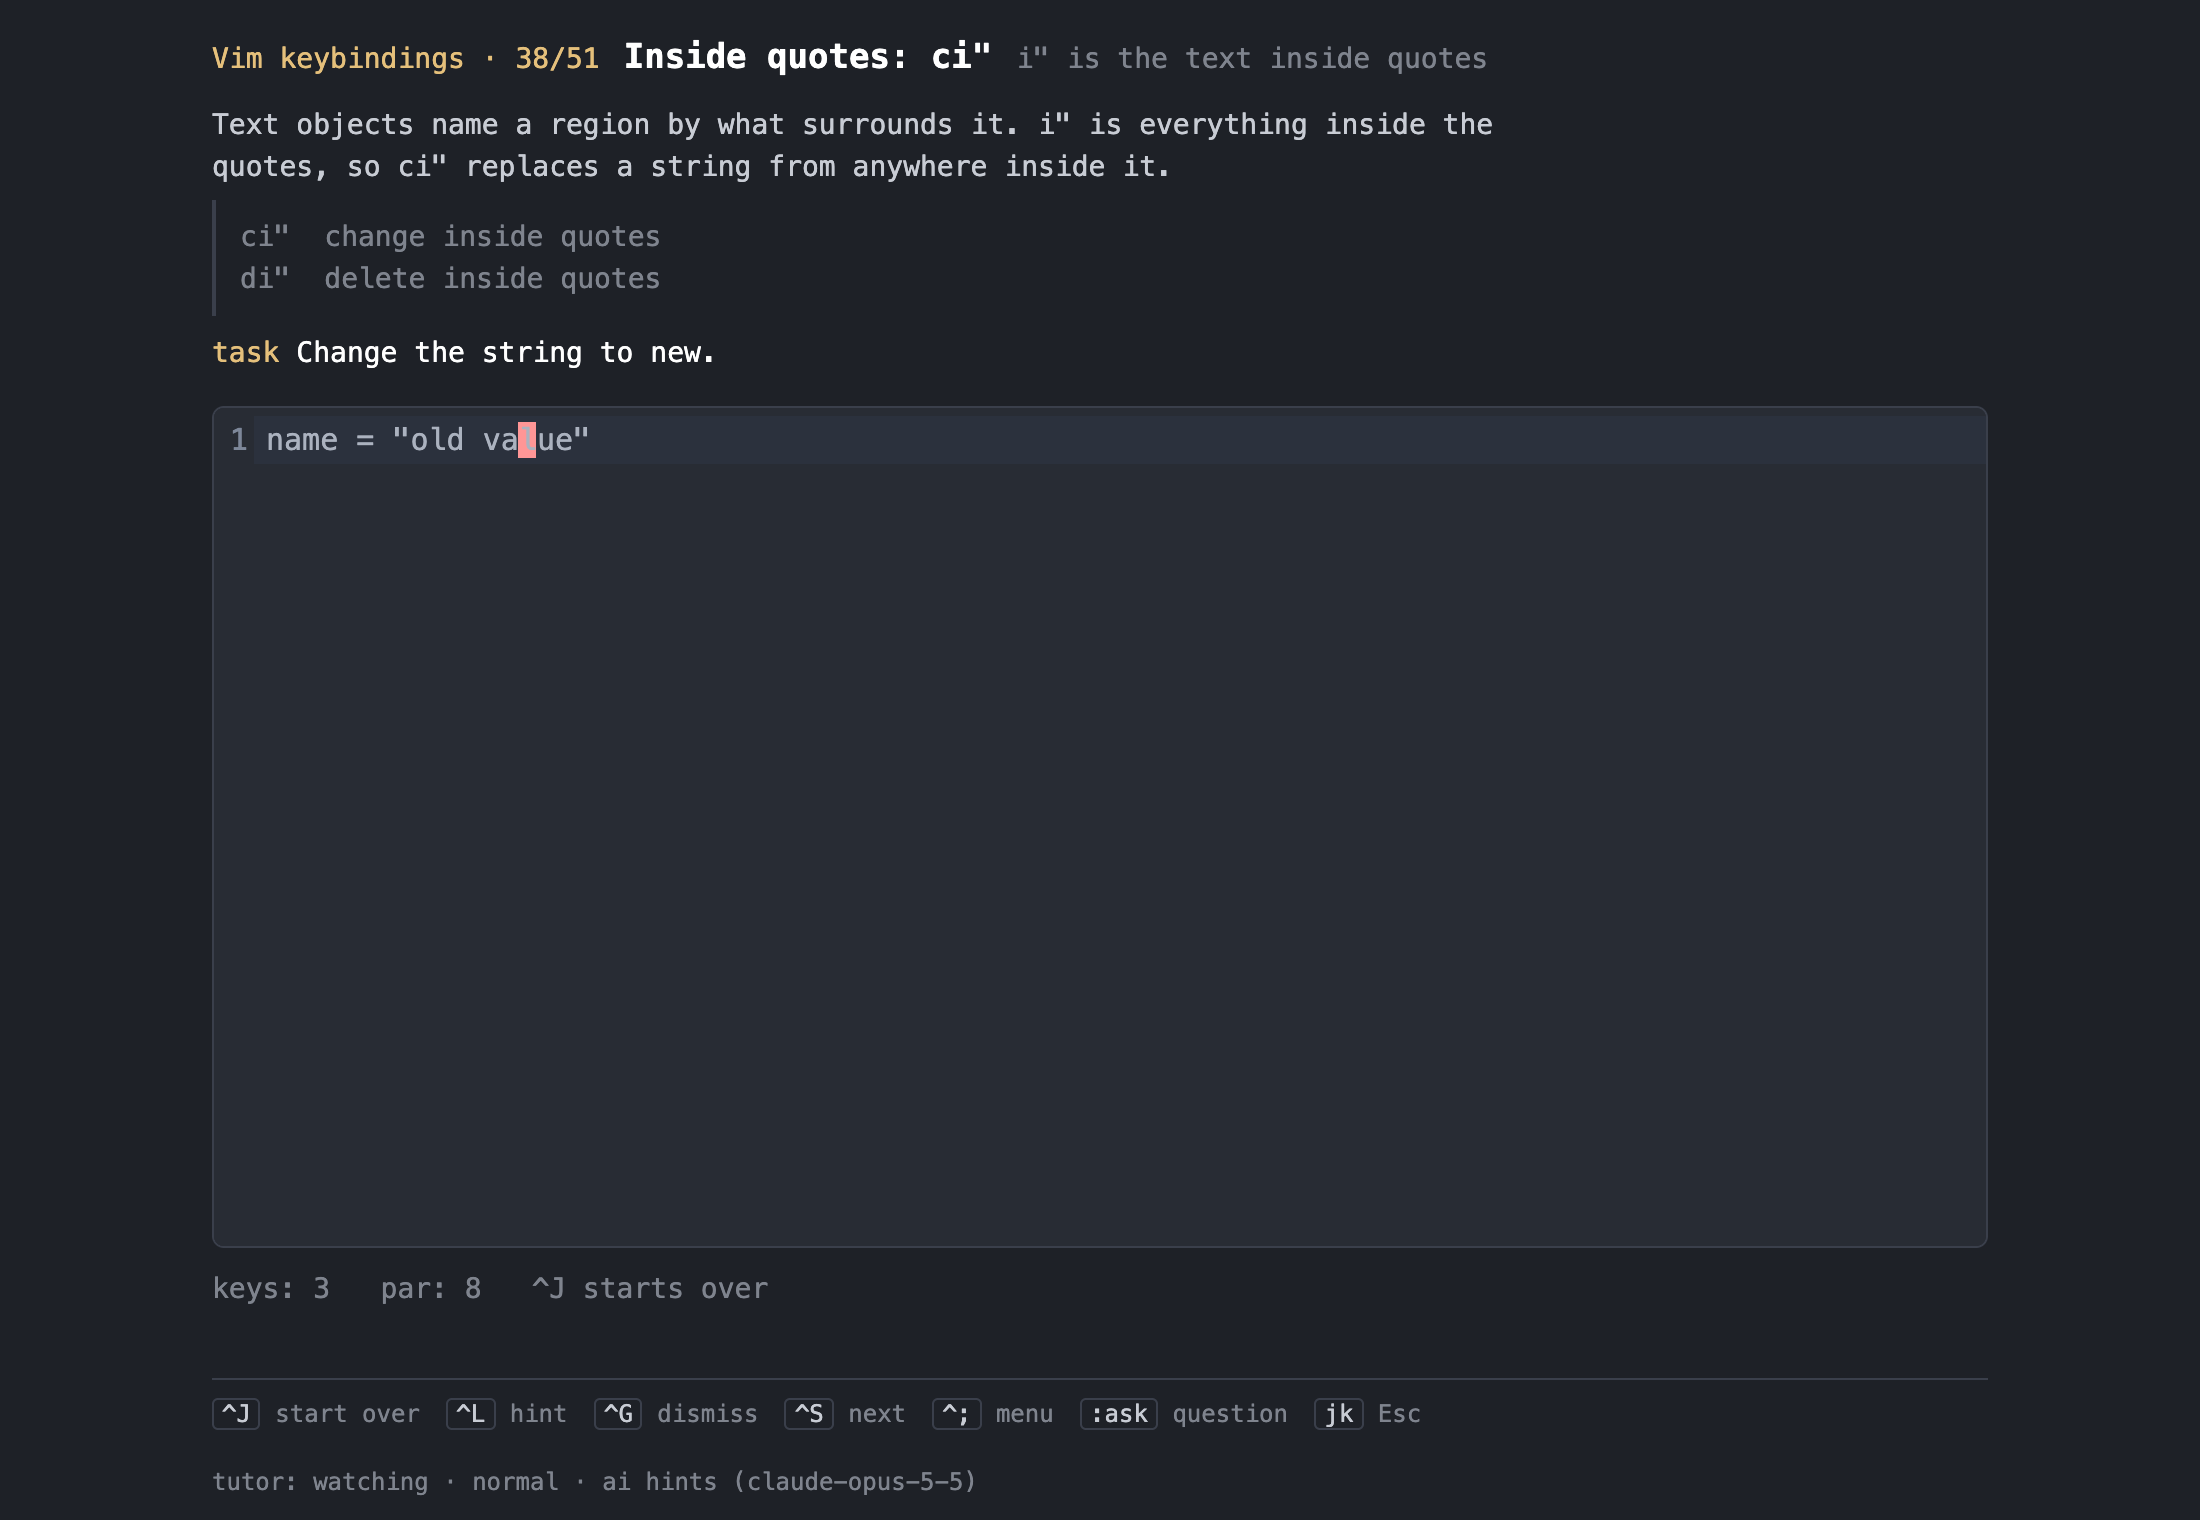 Vim keybindings · 38/51 Inside quotes: ci" i" is the text inside quotes
Text objects name a region by what surrounds it. i" is everything inside the
quotes, so ci" replaces a string from anywhere inside it.
ci" change inside quotes
di" delete inside quotes
task Change the string to new.
1 name = "old value"
keys: 3 par: 8 ^J starts over
^J start over ^L hint ^G dismiss ^S next ^; menu :ask question jk Esc
tutor: watching · normal · ai hints (claude-opus-5-5)